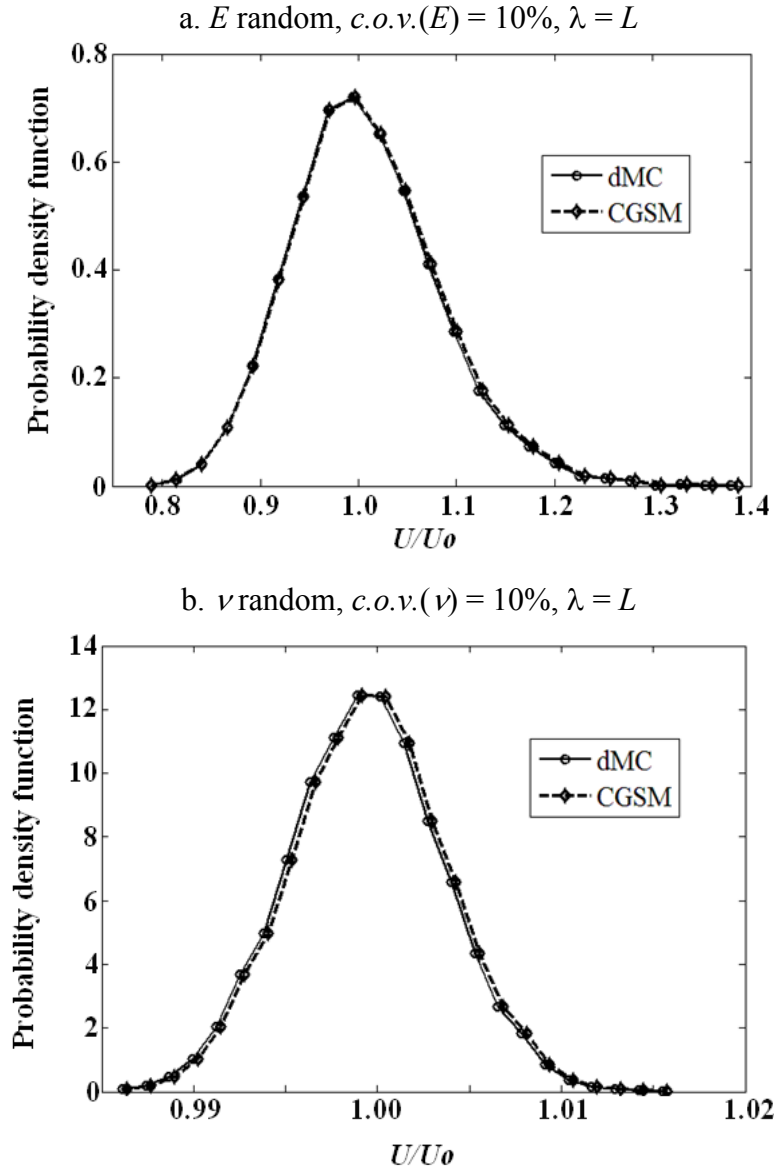 a. E random, c.o.v.(E) = 10%, λ = L
0.8
0.6
0.4
0.2
0
Probability density function
dMC
CGSM
0.8 0.9 1.0 1.1 1.2 1.3 1.4
U/Uo
b. ν random, c.o.v.(ν) = 10%, λ = L
14
12
10
8
6
4
2
0
Probability density function
dMC
CGSM
0.99 1.00 1.01 1.02
U/Uo